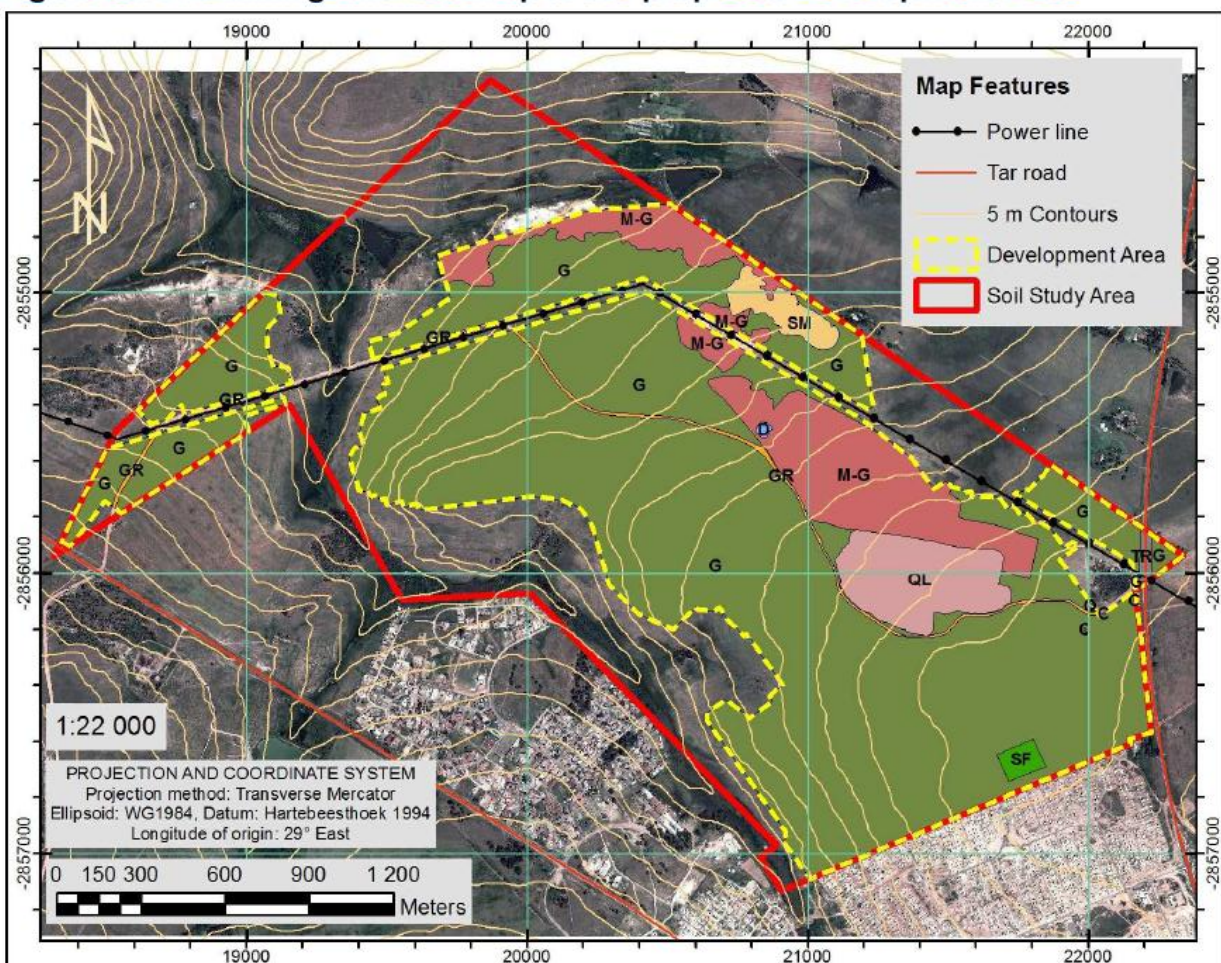 19000 20000 21000 22000
Map Features
Power line
Tar road
5 m Contours
Development Area
Soil Study Area
N
-2855000
-2855000
M-G
G
SM
M-G
M-G
GR
G
G
G
GR
G
GR
G
D
GR
M-G
G
TRG
G
QL
G
C
C
SF
-2856000
-2856000
1:22 000
PROJECTION AND COORDINATE SYSTEM
Projection method: Transverse Mercator
Ellipsoid: WG1984, Datum: Hartebeesthoek 1994
Longitude of origin: 29° East
-2857000
-2857000
0 150 300 600 900 1200
Meters
19000 20000 21000 22000